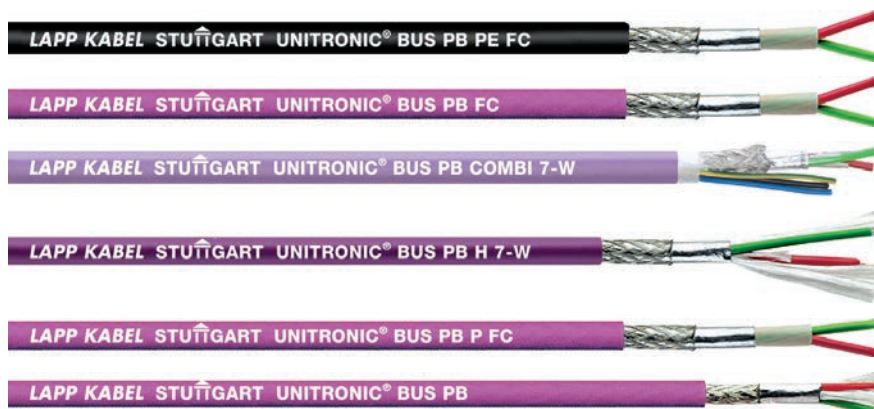 LAPP KABEL STUTTGART UNITRONIC® BUS PB PE FC
LAPP KABEL STUTTGART UNITRONIC® BUS PB FC
LAPP KABEL STUTTGART UNITRONIC® BUS PB COMBI 7-W
LAPP KABEL STUTTGART UNITRONIC® BUS PB H 7-W
LAPP KABEL STUTTGART UNITRONIC® BUS PB P FC
LAPP KABEL STUTTGART UNITRONIC® BUS PB